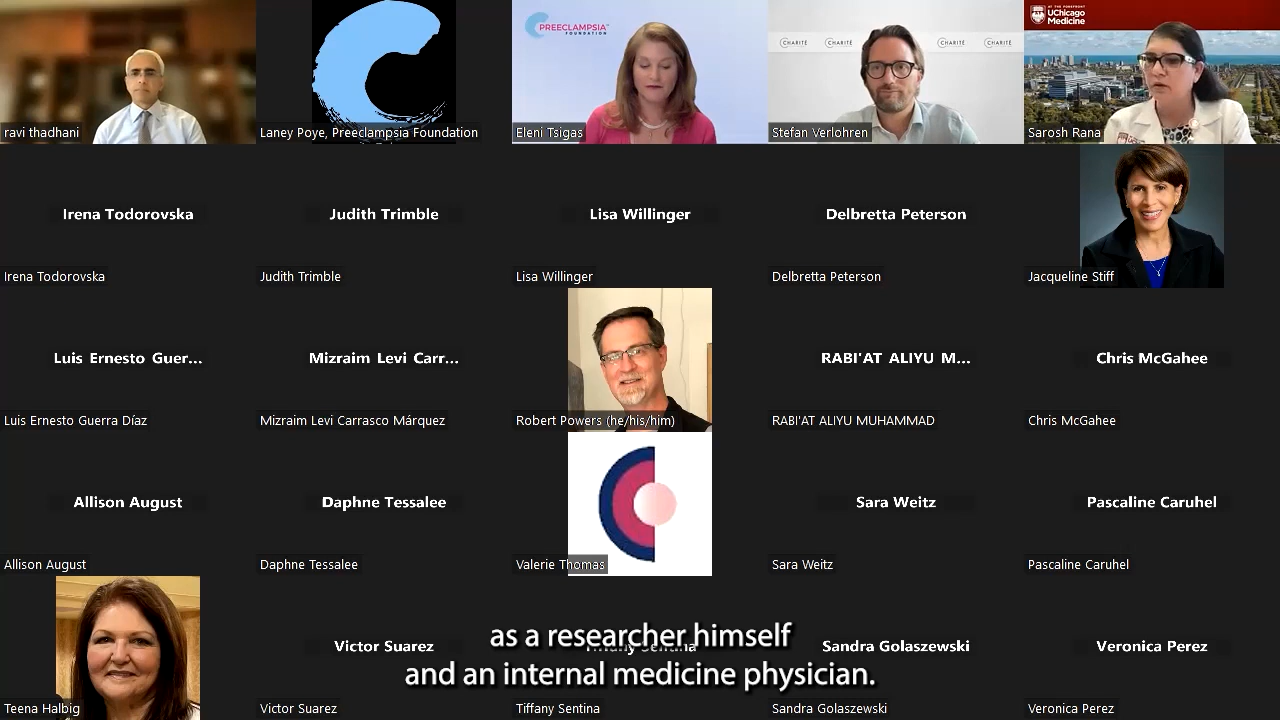 PREECLAMPSIA
FOUNDATION
CHARITÉ CHARITÉ CHARITÉ CHARITÉ
AT THE FOREFRONT
UChicago
Medicine
ravi thadhani
Laney Poye, Preeclampsia Foundation
Eleni Tsigas
Stefan Verlohren
Sarosh Rana
Irena Todorovska
Judith Trimble
Lisa Willinger
Delbretta Peterson
Irena Todorovska
Judith Trimble
Lisa Willinger
Delbretta Peterson
Jacqueline Stiff
Luis Ernesto Guer...
Mizraim Levi Carr...
RABI'AT ALIYU M...
Chris McGahee
Luis Ernesto Guerra Díaz
Mizraim Levi Carrasco Márquez
Robert Powers (he/his/him)
RABI'AT ALIYU MUHAMMAD
Chris McGahee
Allison August
Daphne Tessalee
Sara Weitz
Pascaline Caruhel
Allison August
Daphne Tessalee
Valerie Thomas
Sara Weitz
Pascaline Caruhel
Victor Suarez
Tiffany Sentina
Sandra Golaszewski
Veronica Perez
as a researcher himself
and an internal medicine physician.
Teena Halbig
Victor Suarez
Tiffany Sentina
Sandra Golaszewski
Veronica Perez